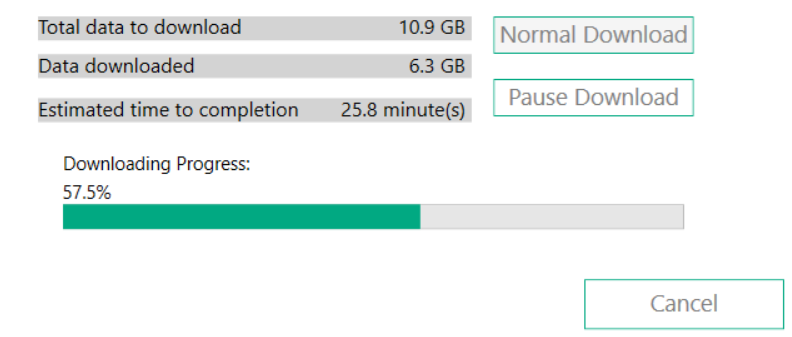 Total data to download 10.9 GB
Normal Download
Data downloaded 6.3 GB
Pause Download
Estimated time to completion 25.8 minute(s)
Downloading Progress:
57.5%
Cancel